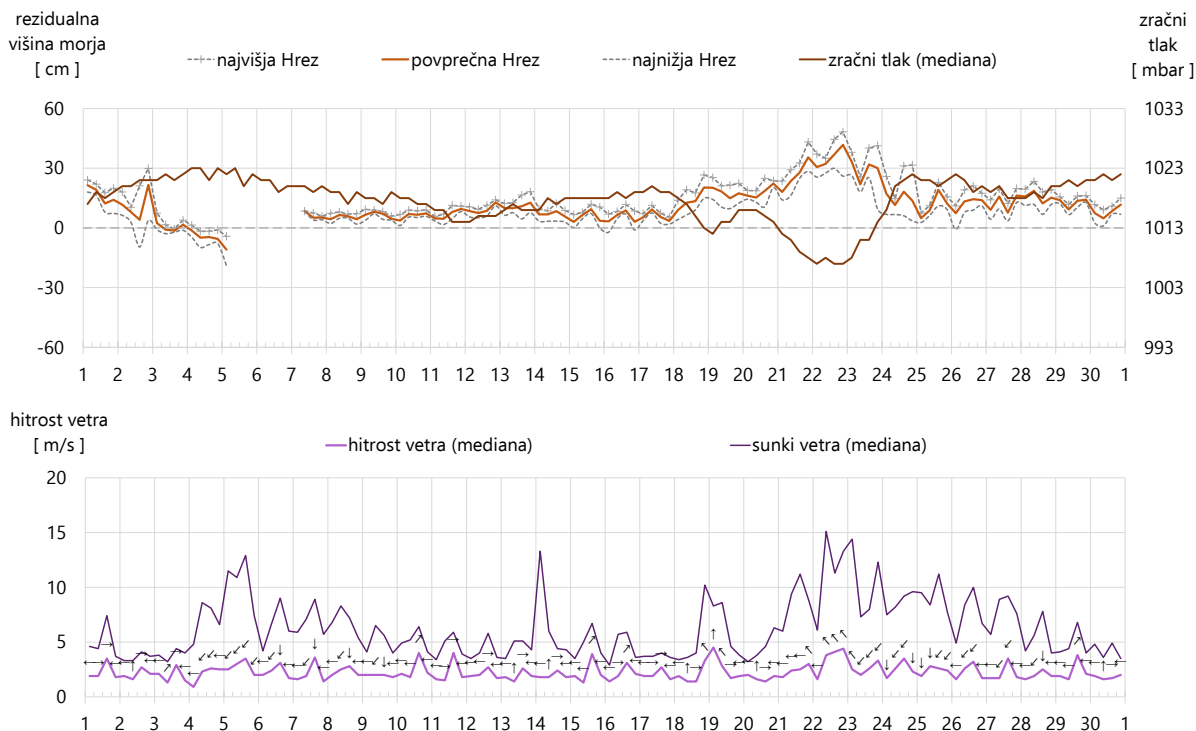 rezidualna
višina morja
[ cm ]
najvišja Hrez
povprečna Hrez
najnižja Hrez
zračni tlak (mediana)
zračni
tlak
[ mbar ]
60 1033
30 1023
0 1013
-30 1003
-60 993
1 2 3 4 5 6 7 8 9 10 11 12 13 14 15 16 17 18 19 20 21 22 23 24 25 26 27 28 29 30 1
hitrost vetra
[ m/s ]
hitrost vetra (mediana)
sunki vetra (mediana)
20
15
10
5
0
1 2 3 4 5 6 7 8 9 10 11 12 13 14 15 16 17 18 19 20 21 22 23 24 25 26 27 28 29 30 1